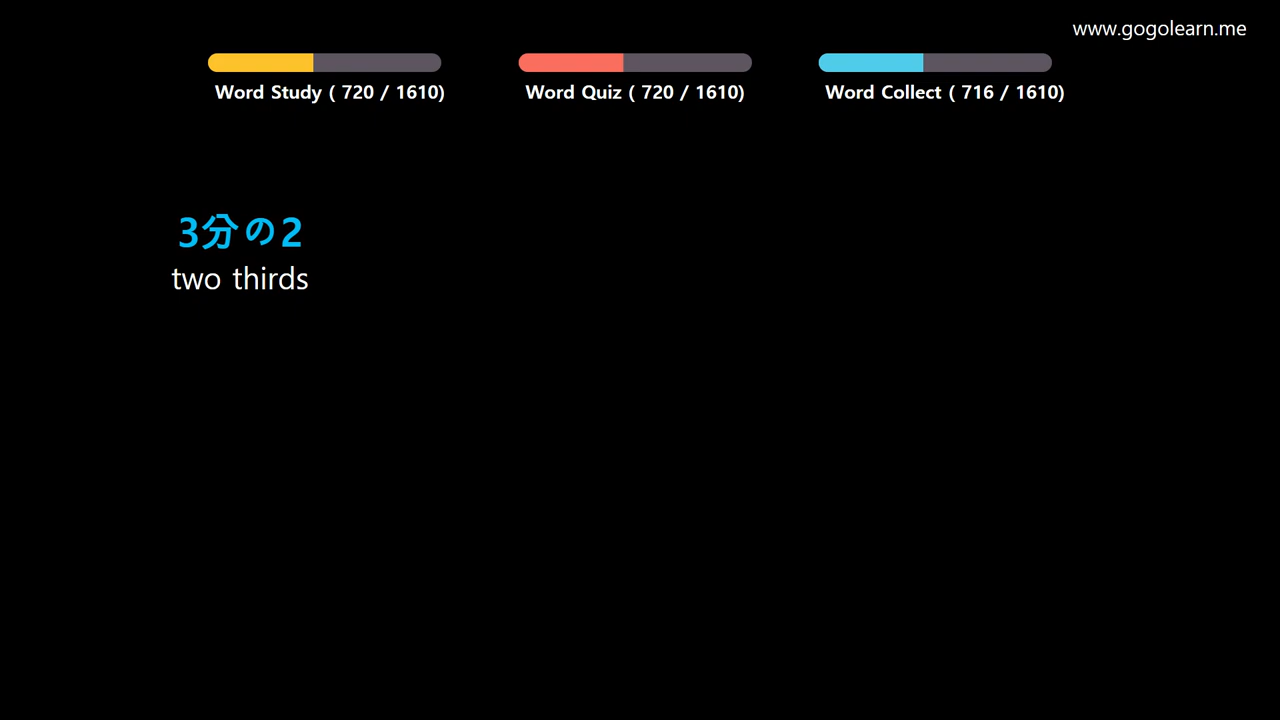 www.gogolearn.me
Word Study ( 720 / 1610)
Word Quiz ( 720 / 1610)
Word Collect ( 716 / 1610)
3分の2
two thirds